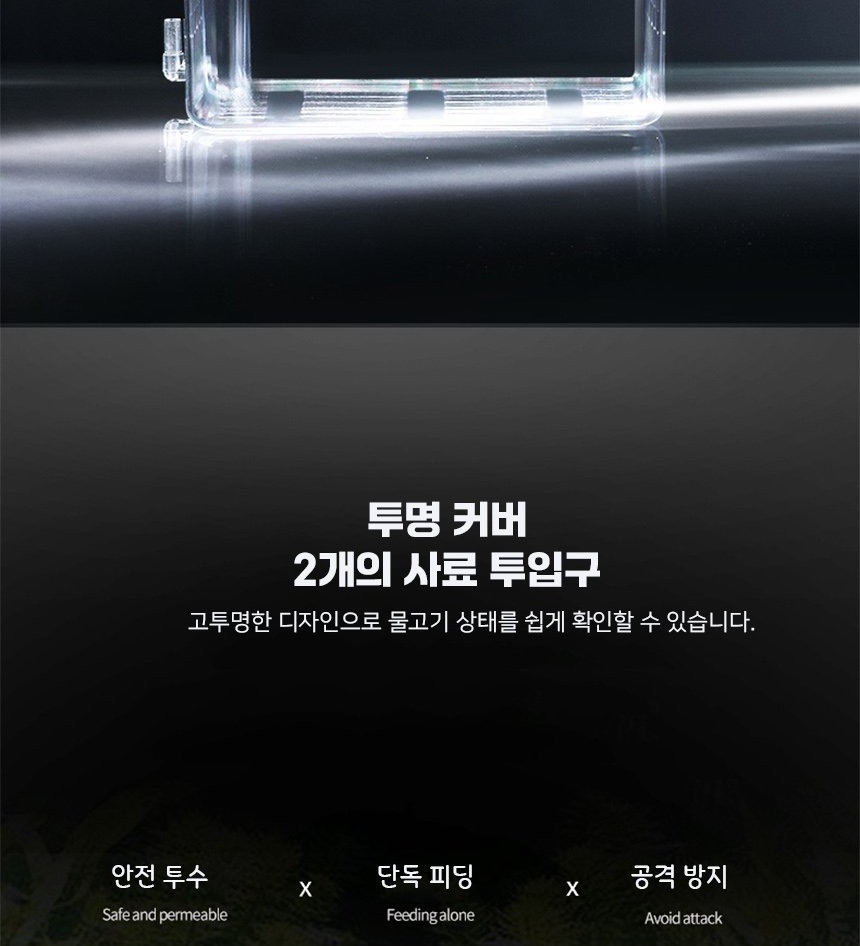 투명 커버
2개의 사료 투입구
고투명한 디자인으로 물고기 상태를 쉽게 확인할 수 있습니다.
안전 투수 x 단독 피딩 x 공격 방지
Safe and permeable Feeding alone Avoid attack